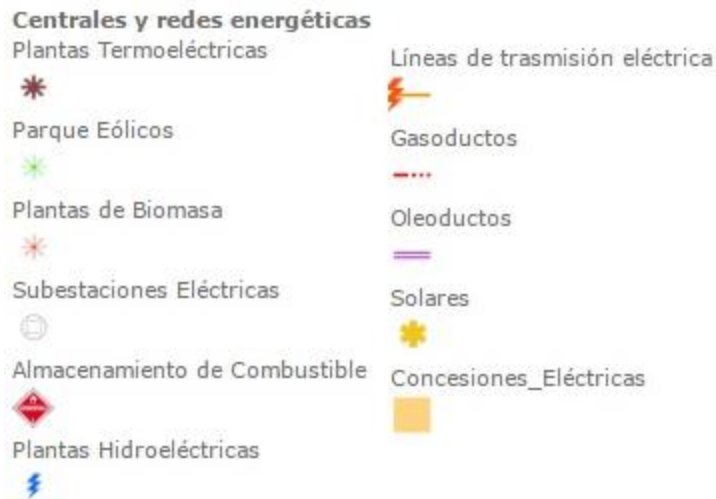 Centrales y redes energéticas
Plantas Termoeléctricas
Parque Eólicos
Plantas de Biomasa
Subestaciones Eléctricas
Almacenamiento de Combustible
Plantas Hidroeléctricas
Líneas de trasmisión eléctrica
Gasoductos
Oleoductos
Solares
Concesiones_Eléctricas